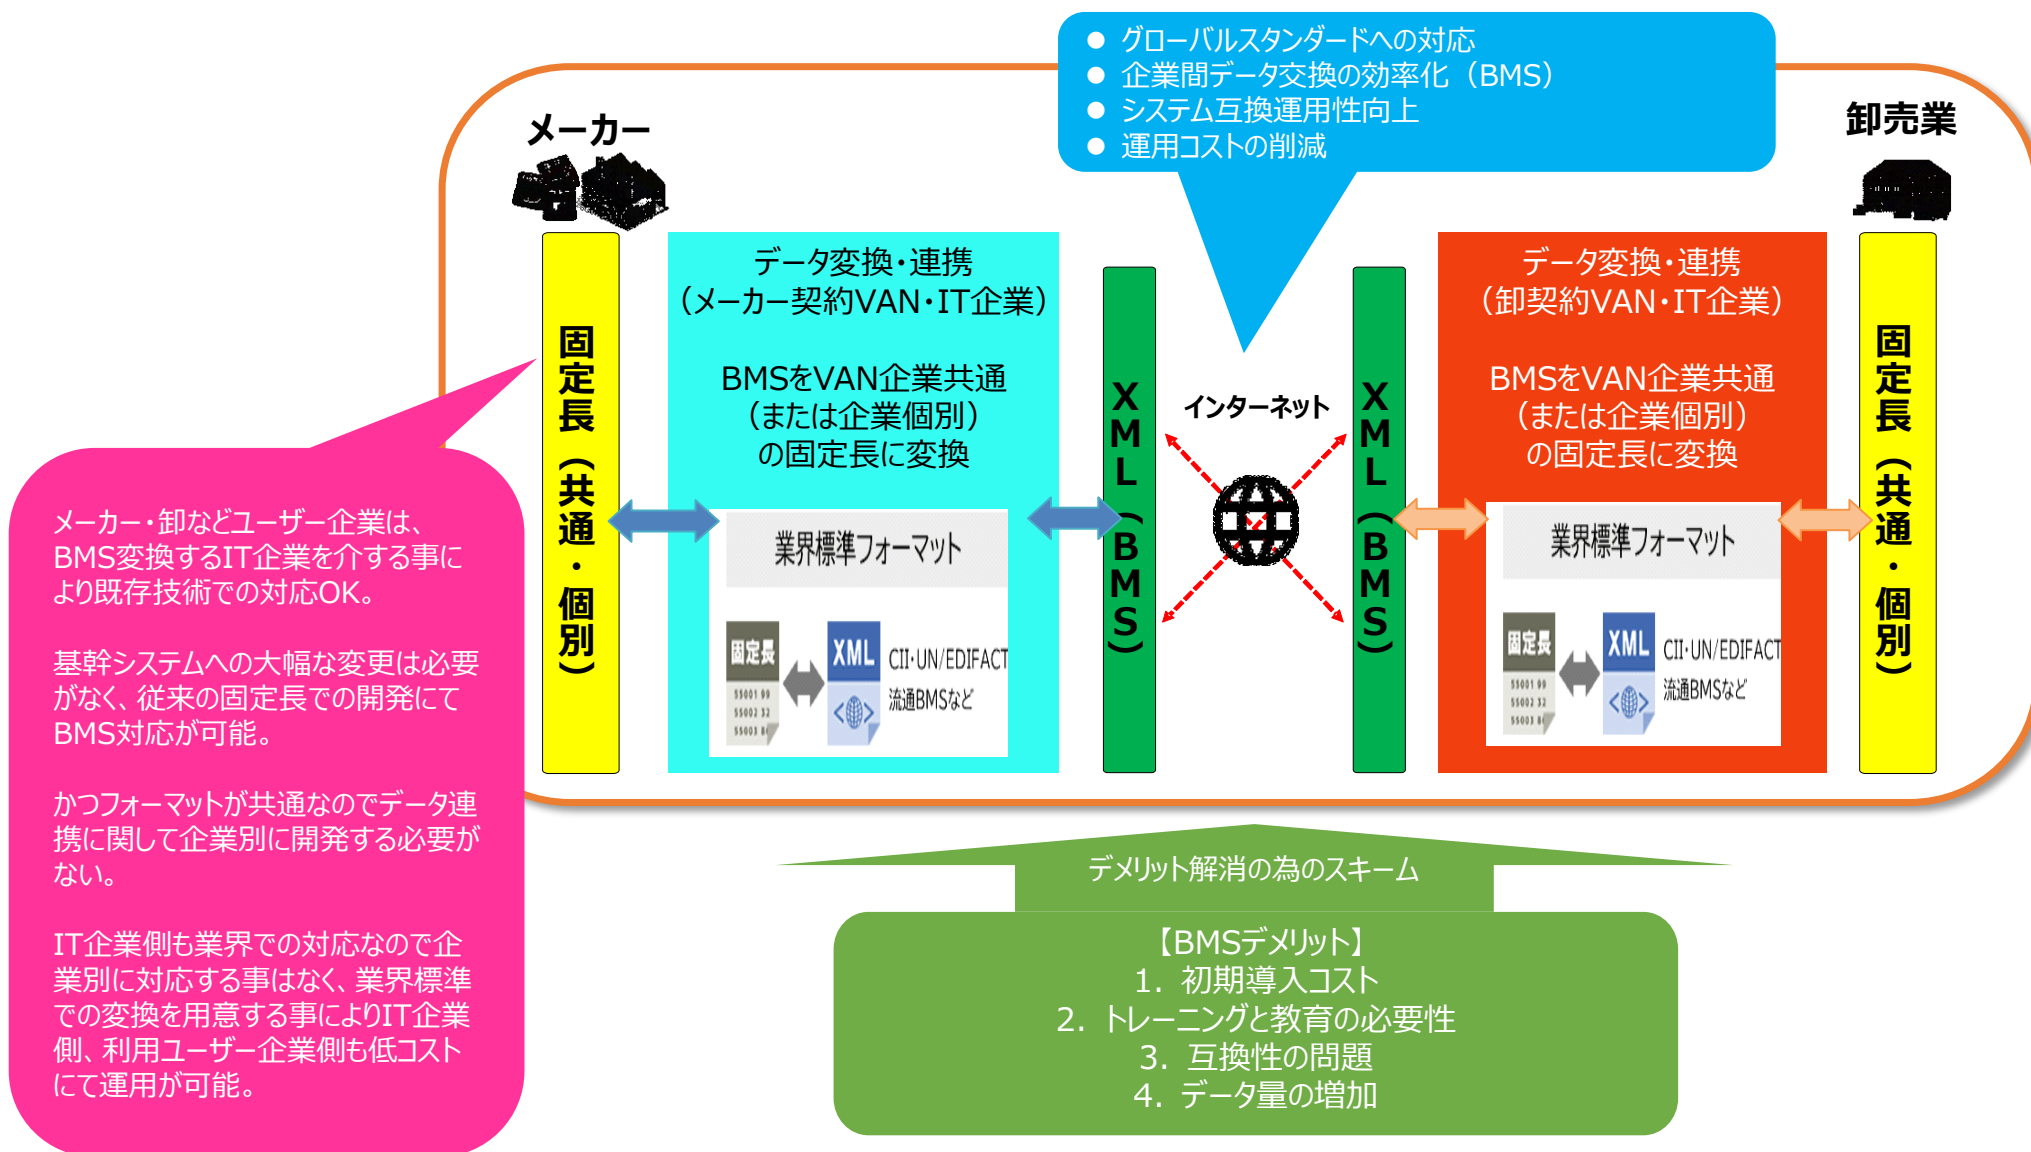 グローバルスタンダードへの対応
企業間データ交換の効率化（BMS）
システム互換運用性向上
運用コストの削減
メーカー
卸売業
固定長（共通・個別）
データ変換・連携
（メーカー契約VAN・IT企業）
BMSをVAN企業共通
（または企業個別）
の固定長に変換
業界標準フォーマット
固定長
55001 99
55002 32
55003 8
XML
CII・UN/EDIFACT
流通BMSなど
XML（BMS）
インターネット
XML（BMS）
データ変換・連携
（卸契約VAN・IT企業）
BMSをVAN企業共通
（または企業個別）
の固定長に変換
業界標準フォーマット
固定長
55001 99
55002 32
55003 8
XML
CII・UN/EDIFACT
流通BMSなど
固定長（共通・個別）
メーカー・卸などユーザー企業は、
BMS変換するIT企業を介する事に
より既存技術での対応OK。
基幹システムへの大幅な変更は必要
がなく、従来の固定長での開発にて
BMS対応が可能。
かつフォーマットが共通なのでデータ連
携に関して企業別に開発する必要が
ない。
IT企業側も業界での対応なので企
業別に対応する事はなく、業界標準
での変換を用意する事によりIT企業
側、利用ユーザー企業側も低コスト
にて運用が可能。
デメリット解消の為のスキーム
【BMSデメリット】
1. 初期導入コスト
2. トレーニングと教育の必要性
3. 互換性の問題
4. データ量の増加